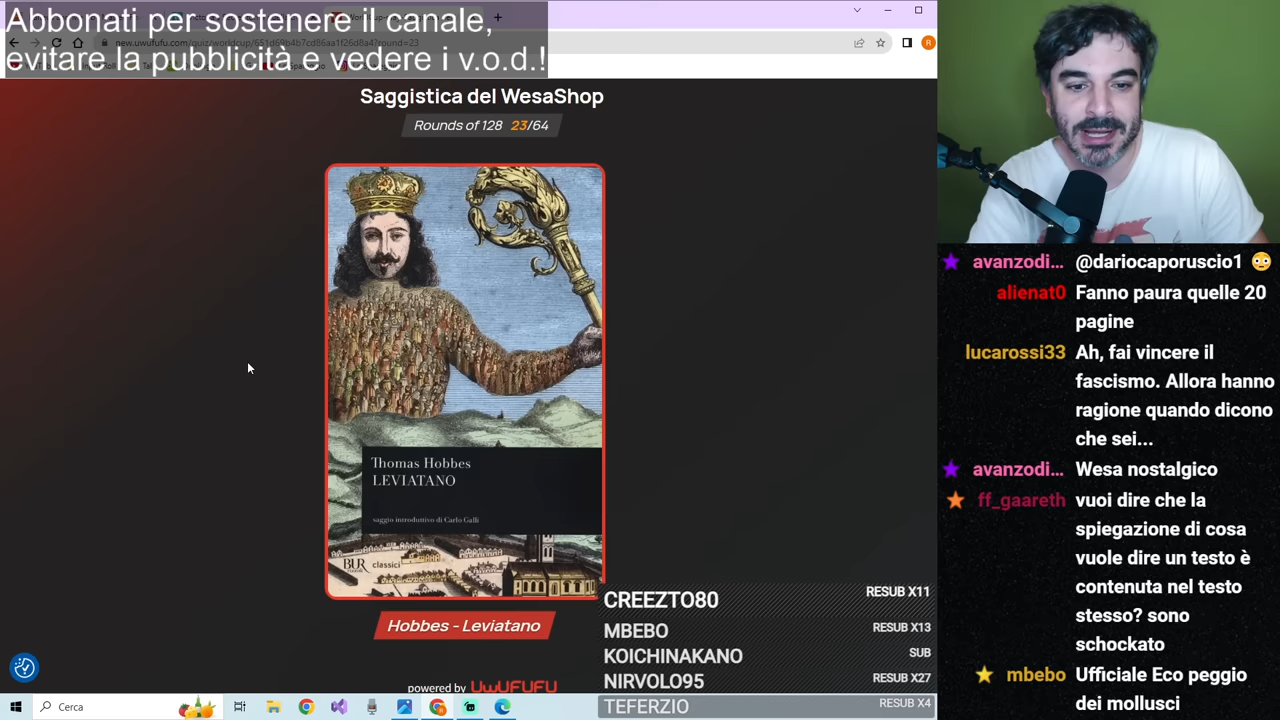 Abbonati per sostenere il canale,
evitare la pubblicità e vedere i v.o.d.!
Saggistica del WesaShop
Rounds of 128 23/64
Thomas Hobbes
LEVIATANO
saggio introduttivo di Carlo Galli
BUR classici
Hobbes - Leviatano
powered by UWUFUFU
CREEZTO80 RESUB X11
MBEBO RESUB X13
KOICHINAKANO SUB
NIRVOLO95 RESUB X27
TEFERZIO RESUB X4
Cerca
avanzodi... @dariocaporuscio1 😳
alienat0 Fanno paura quelle 20
pagine
lucarossi33 Ah, fai vincere il
fascismo. Allora hanno
ragione quando dicono
che sei...
avanzodi... Wesa nostalgico
ff_gaareth vuoi dire che la
spiegazione di cosa
vuole dire un testo è
contenuta nel testo
stesso? sono
schockato
mbebo Ufficiale Eco peggio
dei mollusci